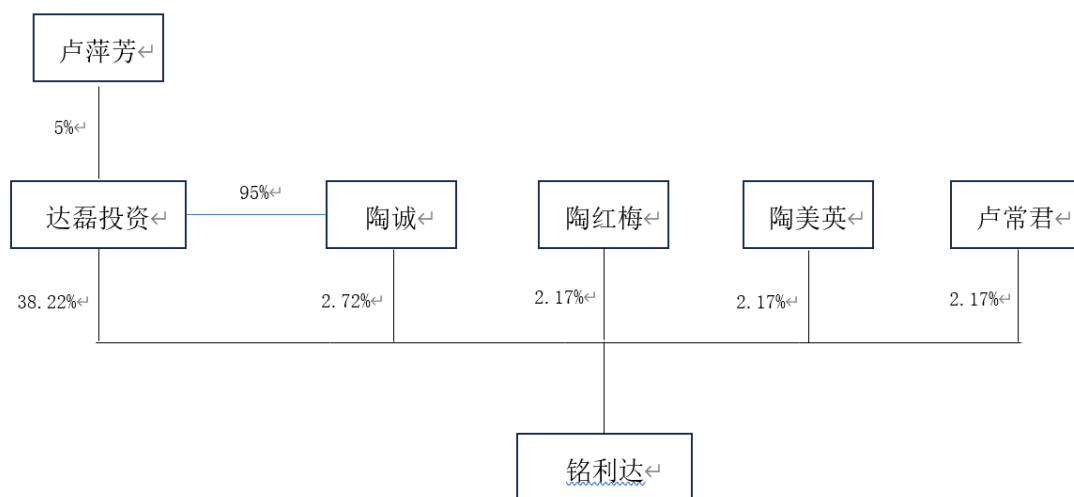 卢萍芳
5%
95%
达磊投资
陶诚
陶红梅
陶美英
卢常君
38.22%
2.72%
2.17%
2.17%
2.17%
铭利达